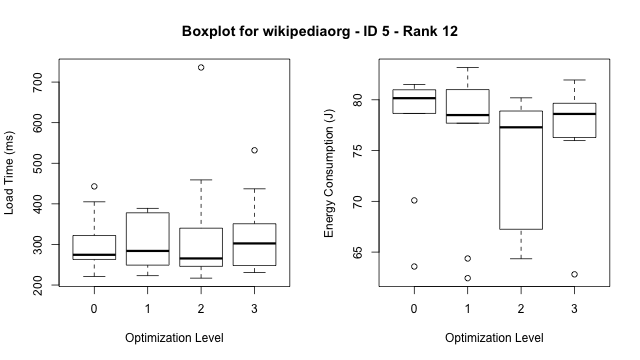 Boxplot for wikipediaorg - ID 5 - Rank 12
Load Time (ms)
700
600
500
400
300
200
0 1 2 3
Optimization Level
Energy Consumption (J)
80
75
70
65
0 1 2 3
Optimization Level